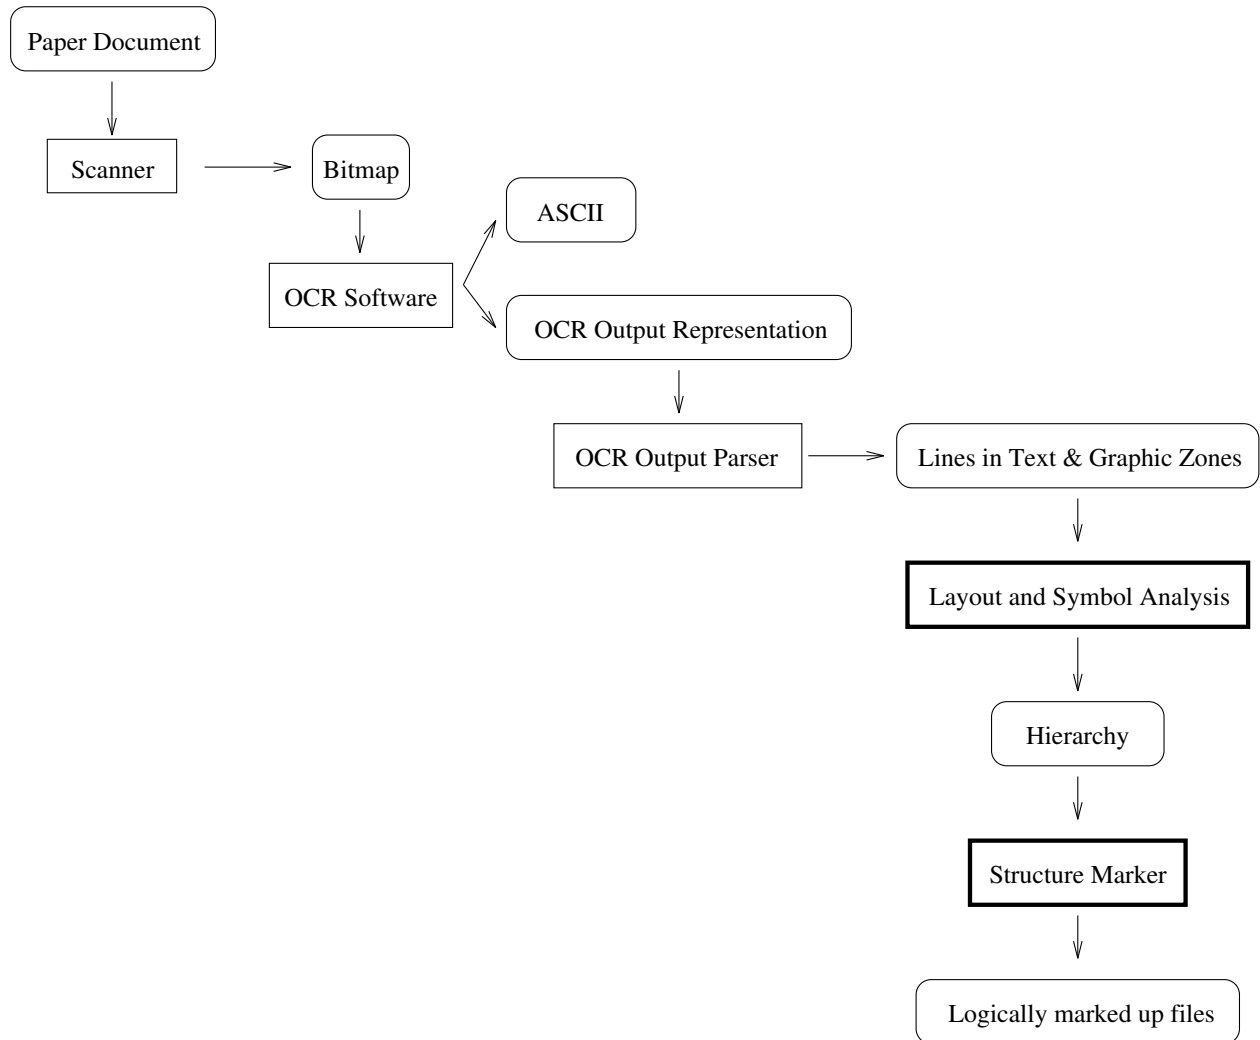 Paper Document
Scanner
Bitmap
ASCII
OCR Software
OCR Output Representation
OCR Output Parser
Lines in Text & Graphic Zones
Layout and Symbol Analysis
Hierarchy
Structure Marker
Logically marked up files